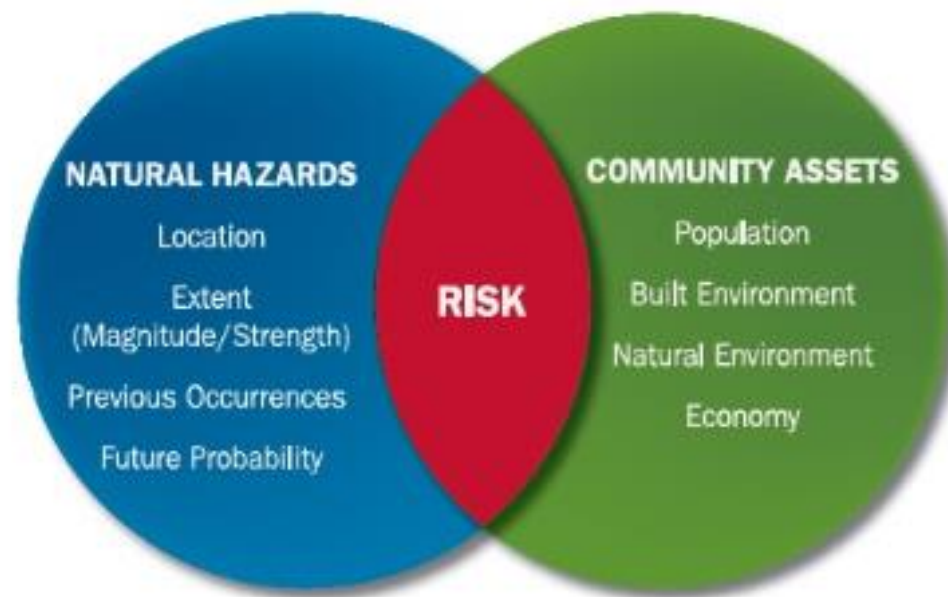 NATURAL HAZARDS
Location
Extent
(Magnitude/Strength)
Previous Occurrences
Future Probability
RISK
COMMUNITY ASSETS
Population
Built Environment
Natural Environment
Economy